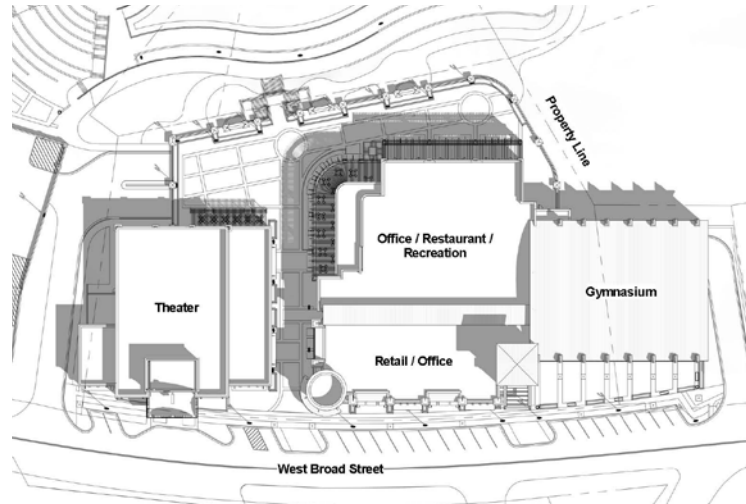 Property Line
Office / Restaurant /
Recreation
Theater
Gymnasium
Retail / Office
West Broad Street